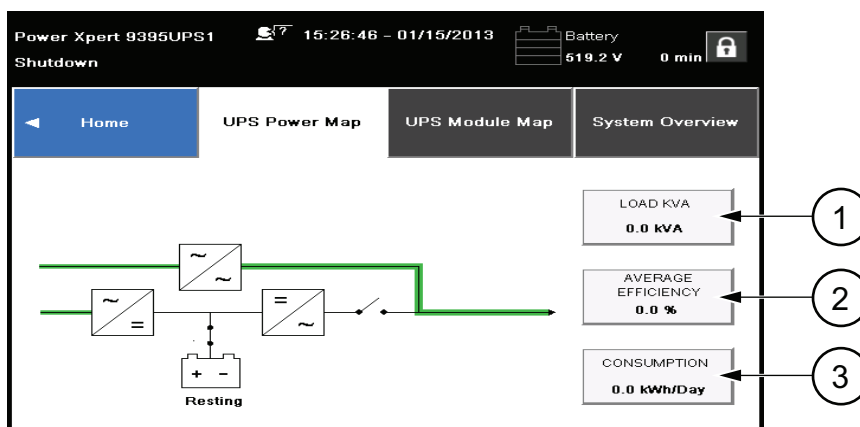 Power Xpert 9395UPS1
15:26:46 - 01/15/2013
Battery
Shutdown
519.2 V 0 min
Home
UPS Power Map
UPS Module Map
System Overview
LOAD KVA
0.0 kVA
1
AVERAGE
EFFICIENCY
0.0 %
2
CONSUMPTION
0.0 kWh/Day
3
~
~
~
=
=
~
+ -
Resting